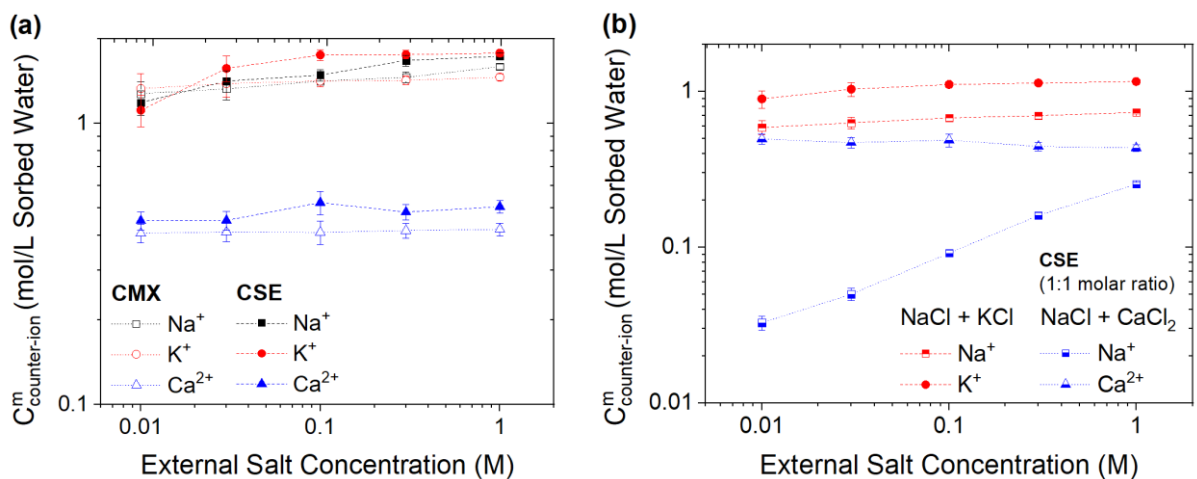 (a)
C^m_counter-ion (mol/L Sorbed Water)
1
0.1
CMX CSE
Na⁺ Na⁺
K⁺ K⁺
Ca²⁺ Ca²⁺
0.01 0.1 1
External Salt Concentration (M)
(b)
C^m_counter-ion (mol/L Sorbed Water)
1
0.1
0.01
CSE
(1:1 molar ratio)
NaCl + KCl NaCl + CaCl₂
Na⁺ Na⁺
K⁺ Ca²⁺
0.01 0.1 1
External Salt Concentration (M)